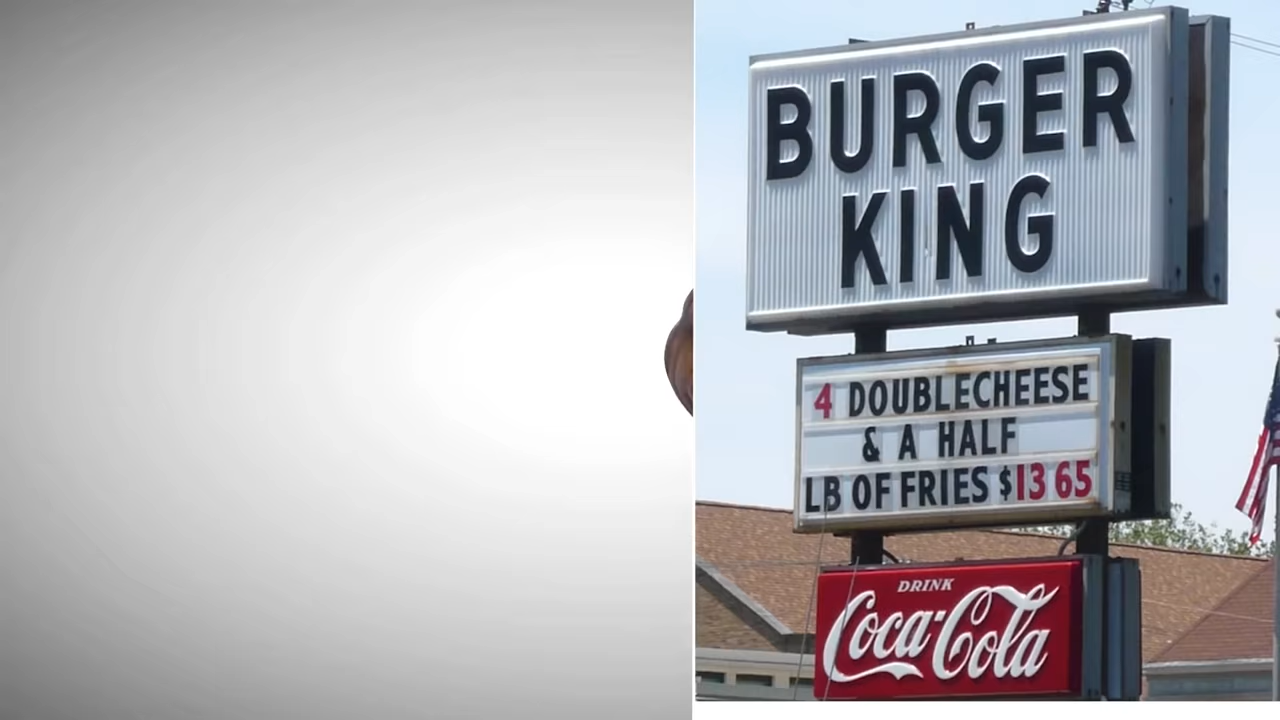 BURGER
KING
4 DOUBLECHEESE
& A HALF
LB OF FRIES $13 65
DRINK
Coca-Cola